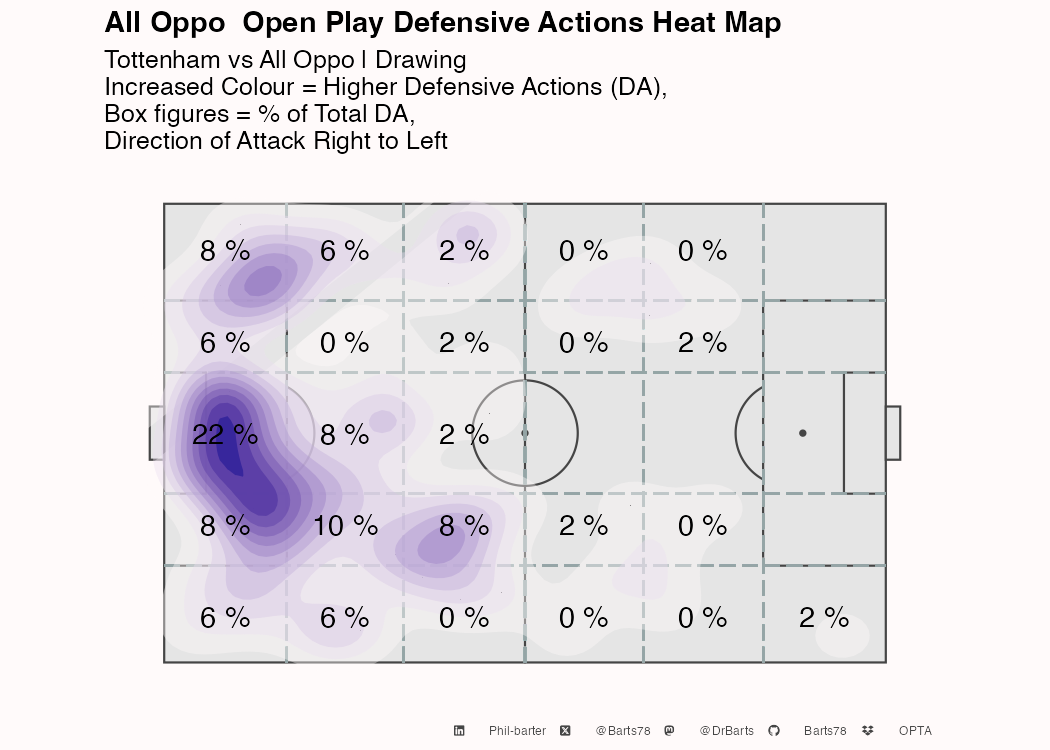 All Oppo  Open Play Defensive Actions Heat Map
Tottenham vs All Oppo | Drawing
Increased Colour = Higher Defensive Actions (DA),
Box figures = % of Total DA,
Direction of Attack Right to Left
8 % 6 % 2 % 0 % 0 %
6 % 0 % 2 % 0 % 2 %
22 % 8 % 2 %
8 % 10 % 8 % 2 % 0 %
6 % 6 % 0 % 0 % 0 % 2 %
Phil-barter @Barts78 @DrBarts Barts78 OPTA